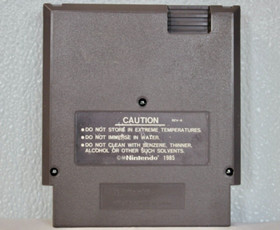 CAUTION REV-A
•DO NOT STORE IN EXTREME TEMPERATURES.
•DO NOT IMMERSE IN WATER.
•DO NOT CLEAN WITH BENZENE, THINNER,
ALCOHOL OR OTHER SUCH SOLVENTS.
©®Nintendo® 1985